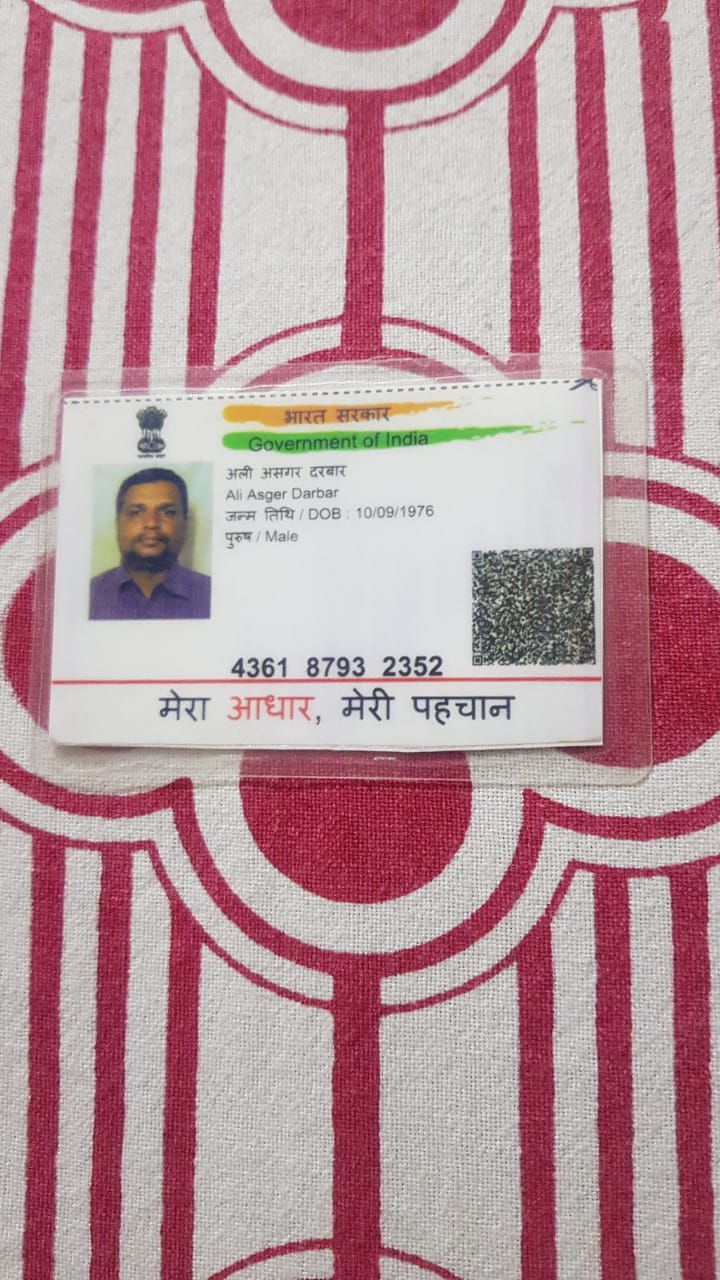 भारत सरकार
Government of India
अली असगर दरबार
Ali Asger Darbar
जन्म तिथि / DOB : 10/09/1976
पुरुष / Male
4361 8793 2352
मेरा आधार, मेरी पहचान